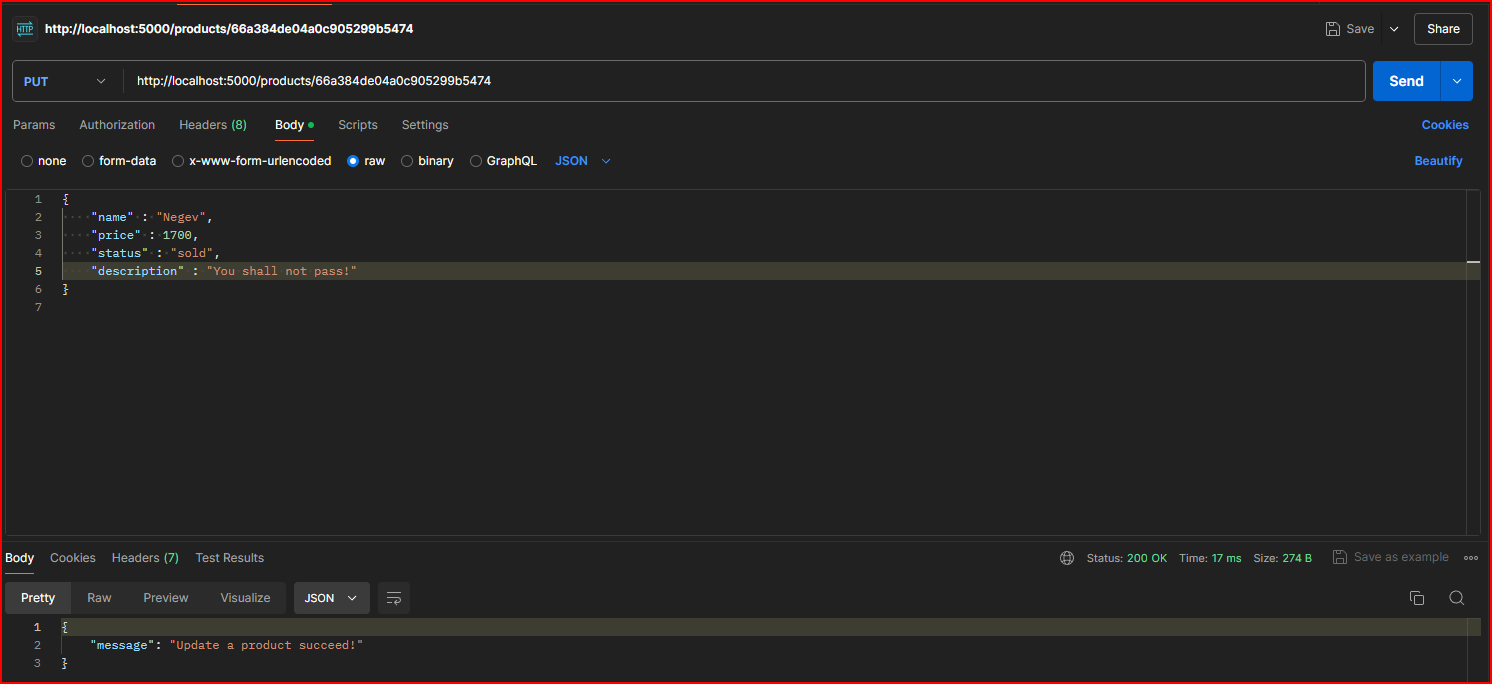 HTTP http://localhost:5000/products/66a384de04a0c905299b5474 Save Share
PUT http://localhost:5000/products/66a384de04a0c905299b5474 Send
Params Authorization Headers (8) Body Scripts Settings Cookies
none form-data x-www-form-urlencoded raw binary GraphQL JSON Beautify
1 {
2 "name" : "Negev",
3 "price" : 1700,
4 "status" : "sold",
5 "description" : "You shall not pass!"
6 }
7
Body Cookies Headers (7) Test Results Status: 200 OK Time: 17 ms Size: 274 B Save as example
Pretty Raw Preview Visualize JSON
1 {
2 "message": "Update a product succeed!"
3 }